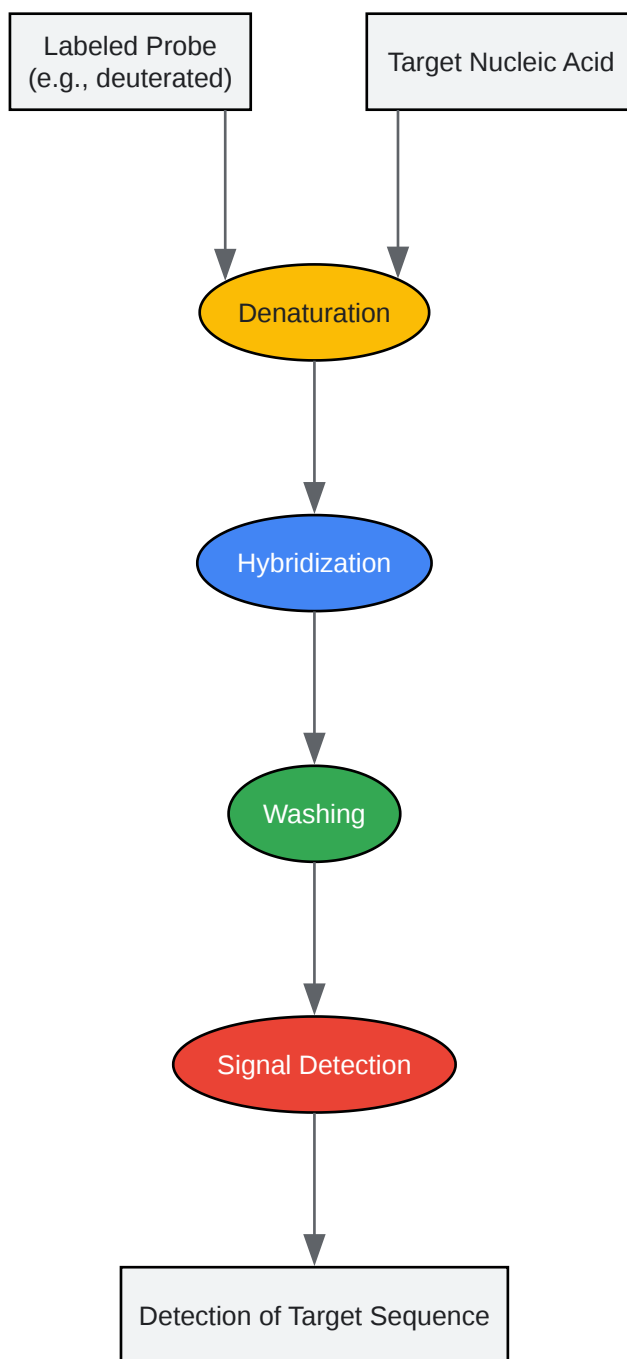 Labeled Probe
(e.g., deuterated)
Target Nucleic Acid
Denaturation
Hybridization
Washing
Signal Detection
Detection of Target Sequence